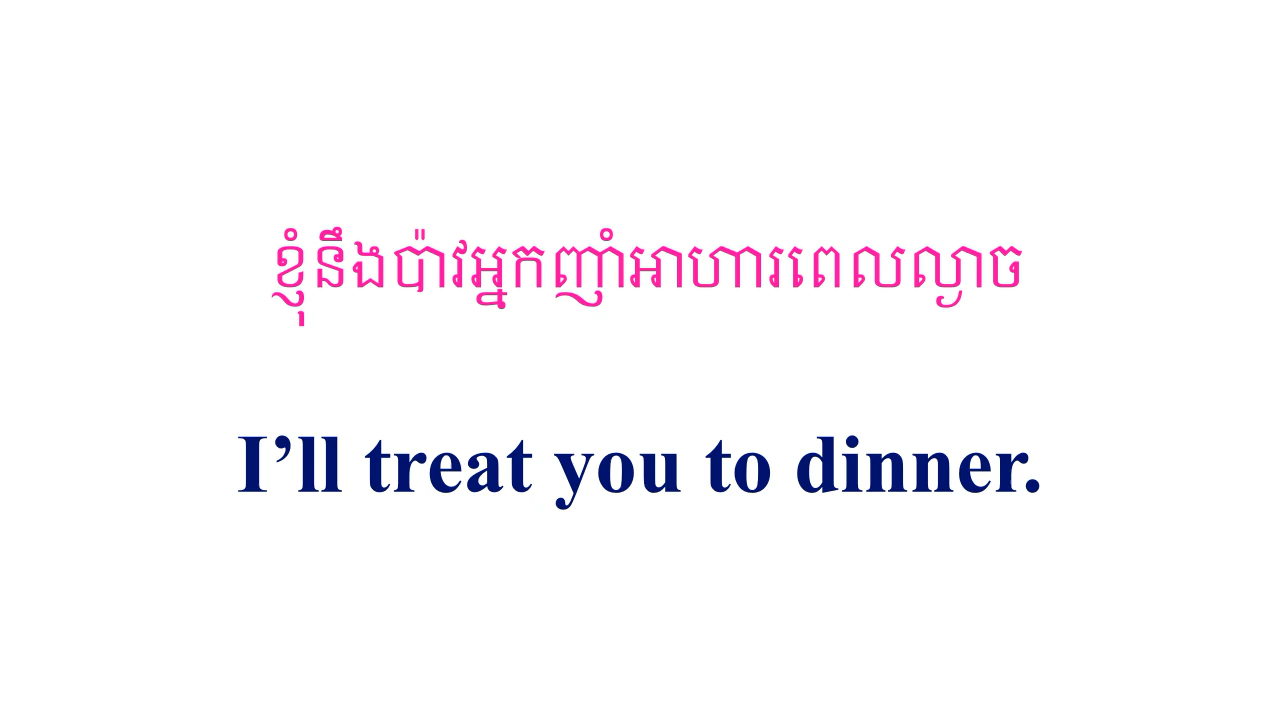 ខ្ញុំនឹងប៉ាវអ្នកញាំអាហារពេលល្ងាច
I’ll treat you to dinner.